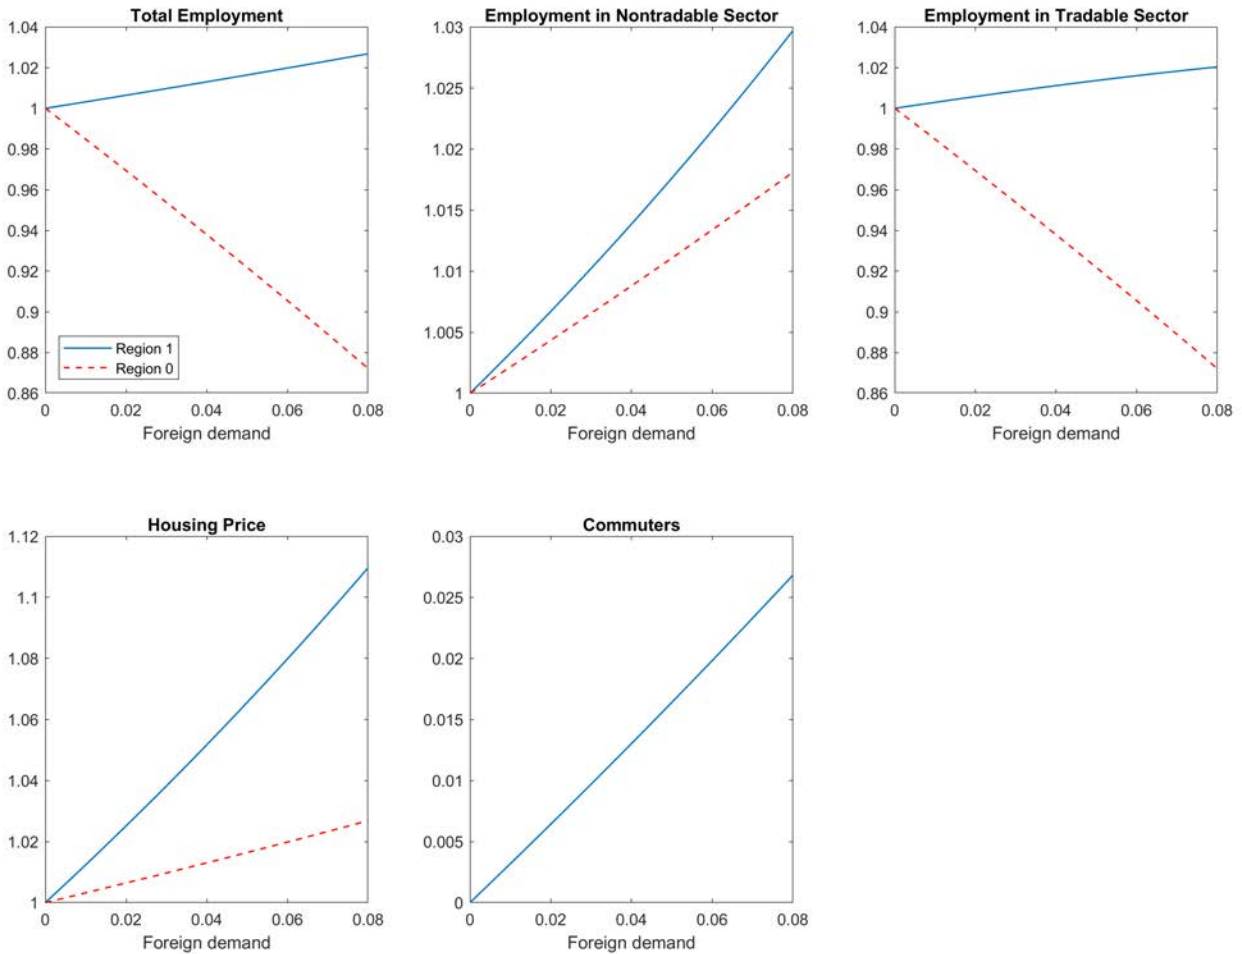 Total Employment
1.04
1.02
1
0.98
0.96
0.94
0.92
0.9
0.88
0.86
Region 1
Region 0
0 0.02 0.04 0.06 0.08
Foreign demand
Employment in Nontradable Sector
1.03
1.025
1.02
1.015
1.01
1.005
1
0 0.02 0.04 0.06 0.08
Foreign demand
Employment in Tradable Sector
1.04
1.02
1
0.98
0.96
0.94
0.92
0.9
0.88
0.86
0 0.02 0.04 0.06 0.08
Foreign demand
Housing Price
1.12
1.1
1.08
1.06
1.04
1.02
1
0 0.02 0.04 0.06 0.08
Foreign demand
Commuters
0.03
0.025
0.02
0.015
0.01
0.005
0
0 0.02 0.04 0.06 0.08
Foreign demand